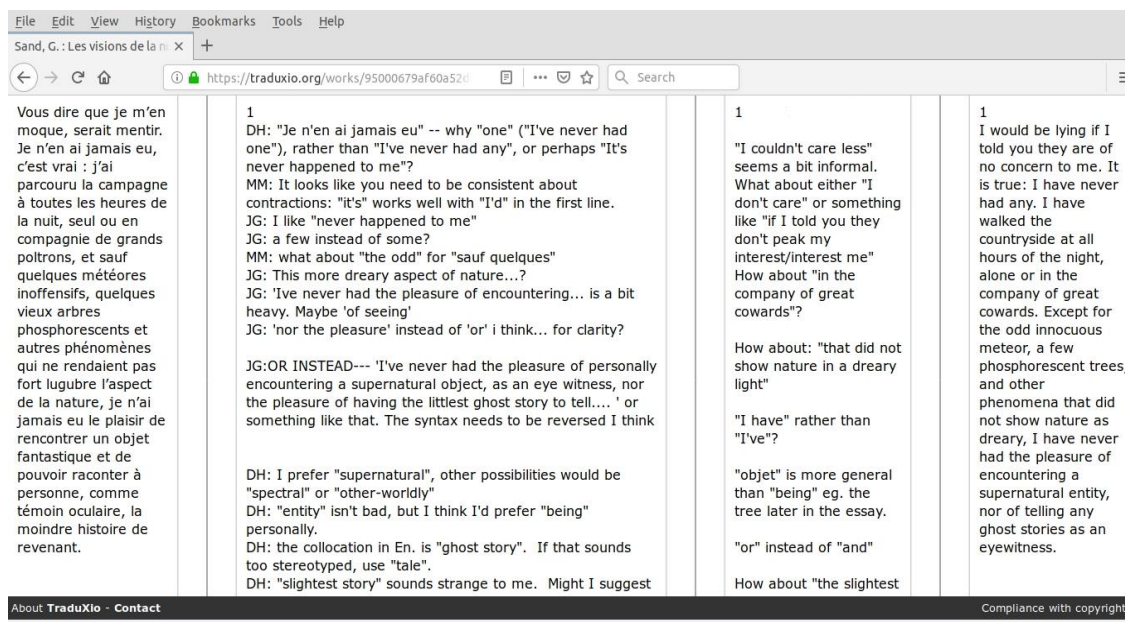 File Edit View History Bookmarks Tools Help
Sand, G. : Les visions de la n
https://traduxio.org/works/95000679af60a52d
Search
Vous dire que je m'en
moque, serait mentir.
Je n'en ai jamais eu,
c'est vrai : j'ai
parcouru la campagne
à toutes les heures de
la nuit, seul ou en
compagnie de grands
poltrons, et sauf
quelques météores
inoffensifs, quelques
vieux arbres
phosphorescents et
autres phénomènes
qui ne rendaient pas
fort lugubre l'aspect
de la nature, je n'ai
jamais eu le plaisir de
rencontrer un objet
fantastique et de
pouvoir raconter à
personne, comme
témoin oculaire, la
moindre histoire de
revenant.
1
DH: "Je n'en ai jamais eu" -- why "one" ("I've never had
one"), rather than "I've never had any", or perhaps "It's
never happened to me"?
MM: It looks like you need to be consistent about
contractions: "it's" works well with "I'd" in the first line.
JG: I like "never happened to me"
JG: a few instead of some?
MM: what about "the odd" for "sauf quelques"
JG: This more dreary aspect of nature...?
JG: 'Ive never had the pleasure of encountering... is a bit
heavy. Maybe 'of seeing'
JG: 'nor the pleasure' instead of 'or' i think... for clarity?
JG:OR INSTEAD--- 'I've never had the pleasure of personally
encountering a supernatural object, as an eye witness, nor
the pleasure of having the littlest ghost story to tell.... ' or
something like that. The syntax needs to be reversed I think
DH: I prefer "supernatural", other possibilities would be
"spectral" or "other-worldly"
DH: "entity" isn't bad, but I think I'd prefer "being"
personally.
DH: the collocation in En. is "ghost story". If that sounds
too stereotyped, use "tale".
DH: "slightest story" sounds strange to me. Might I suggest
1
"I couldn't care less"
seems a bit informal.
What about either "I
don't care" or something
like "if I told you they
don't peak my
interest/interest me"
How about "in the
company of great
cowards"?
How about: "that did not
show nature in a dreary
light"
"I have" rather than
"I've"?
"objet" is more general
than "being" eg. the
tree later in the essay.
"or" instead of "and"
How about "the slightest
1
I would be lying if I
told you they are of
no concern to me. It
is true: I have never
had any. I have
walked the
countryside at all
hours of the night,
alone or in the
company of great
cowards. Except for
the odd innocuous
meteor, a few
phosphorescent trees,
and other
phenomena that did
not show nature as
dreary, I have never
had the pleasure of
encountering a
supernatural entity,
nor of telling any
ghost stories as an
eyewitness.
About TraduXio - Contact
Compliance with copyright